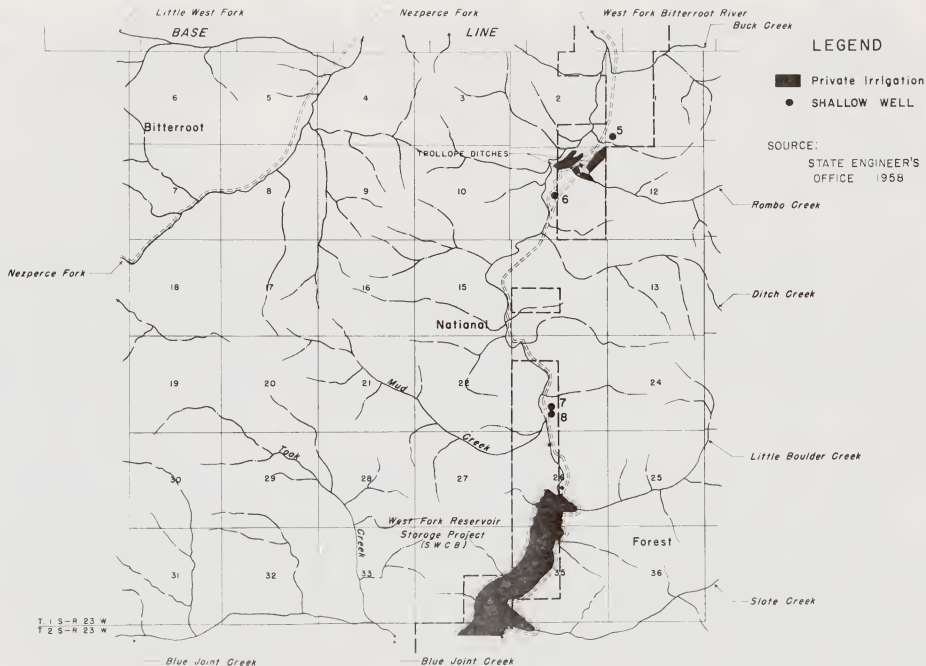 Little West Fork
Nezperce Fork
West Fork Bitterroot River
BASE
LINE
Buck Creek
LEGEND
Private Irrigation
SHALLOW WELL
SOURCE:
STATE ENGINEER'S
OFFICE 1958
6
5
4
3
2
Bitterroot
5
TROLLOPE DITCHES
7
8
9
10
12
6
Rombo Creek
Nezperce Fork
18
17
16
15
13
Ditch Creek
National
19
20
21
22
24
Mud
Creek
7
8
Took
Creek
Little Boulder Creek
30
29
28
27
26
25
West Fork Reservoir
Storage Project
(SWCB)
Forest
31
32
33
35
36
Slate Creek
T. 1 S–R 23 W
T 2 S–R 23 W
Blue Joint Creek
Blue Joint Creek